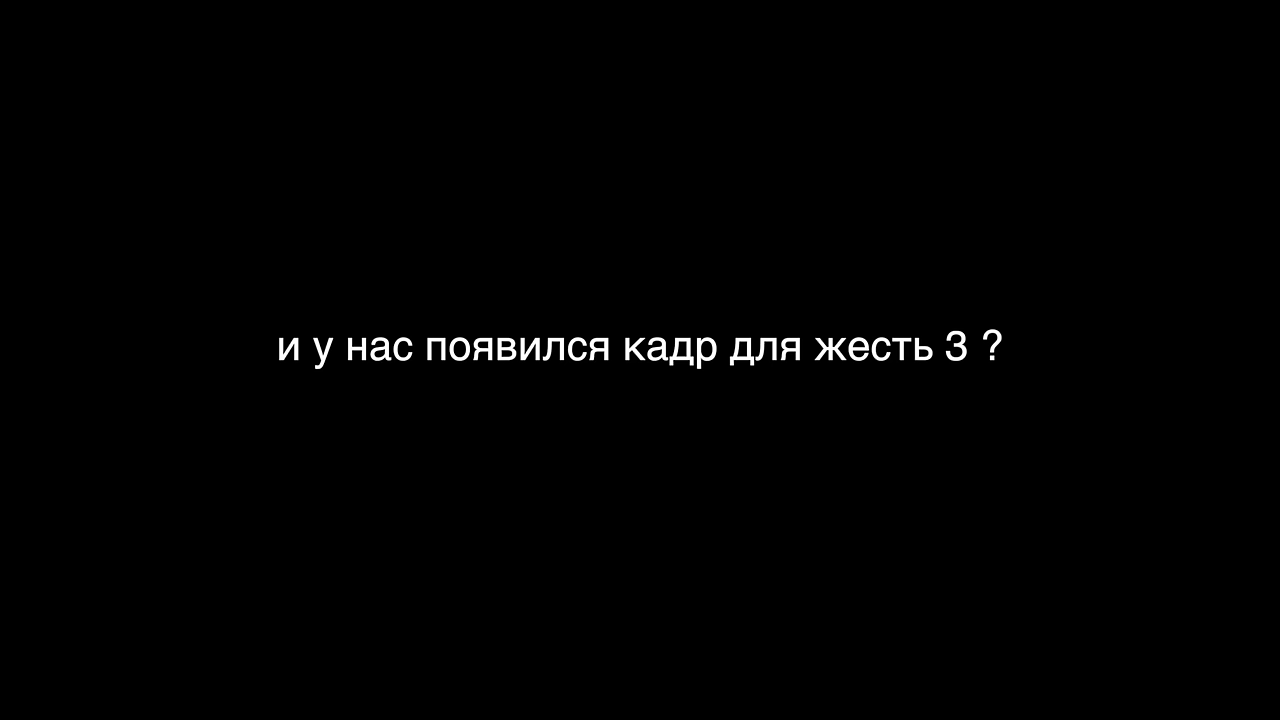 и у нас появился кадр для жесть 3 ?